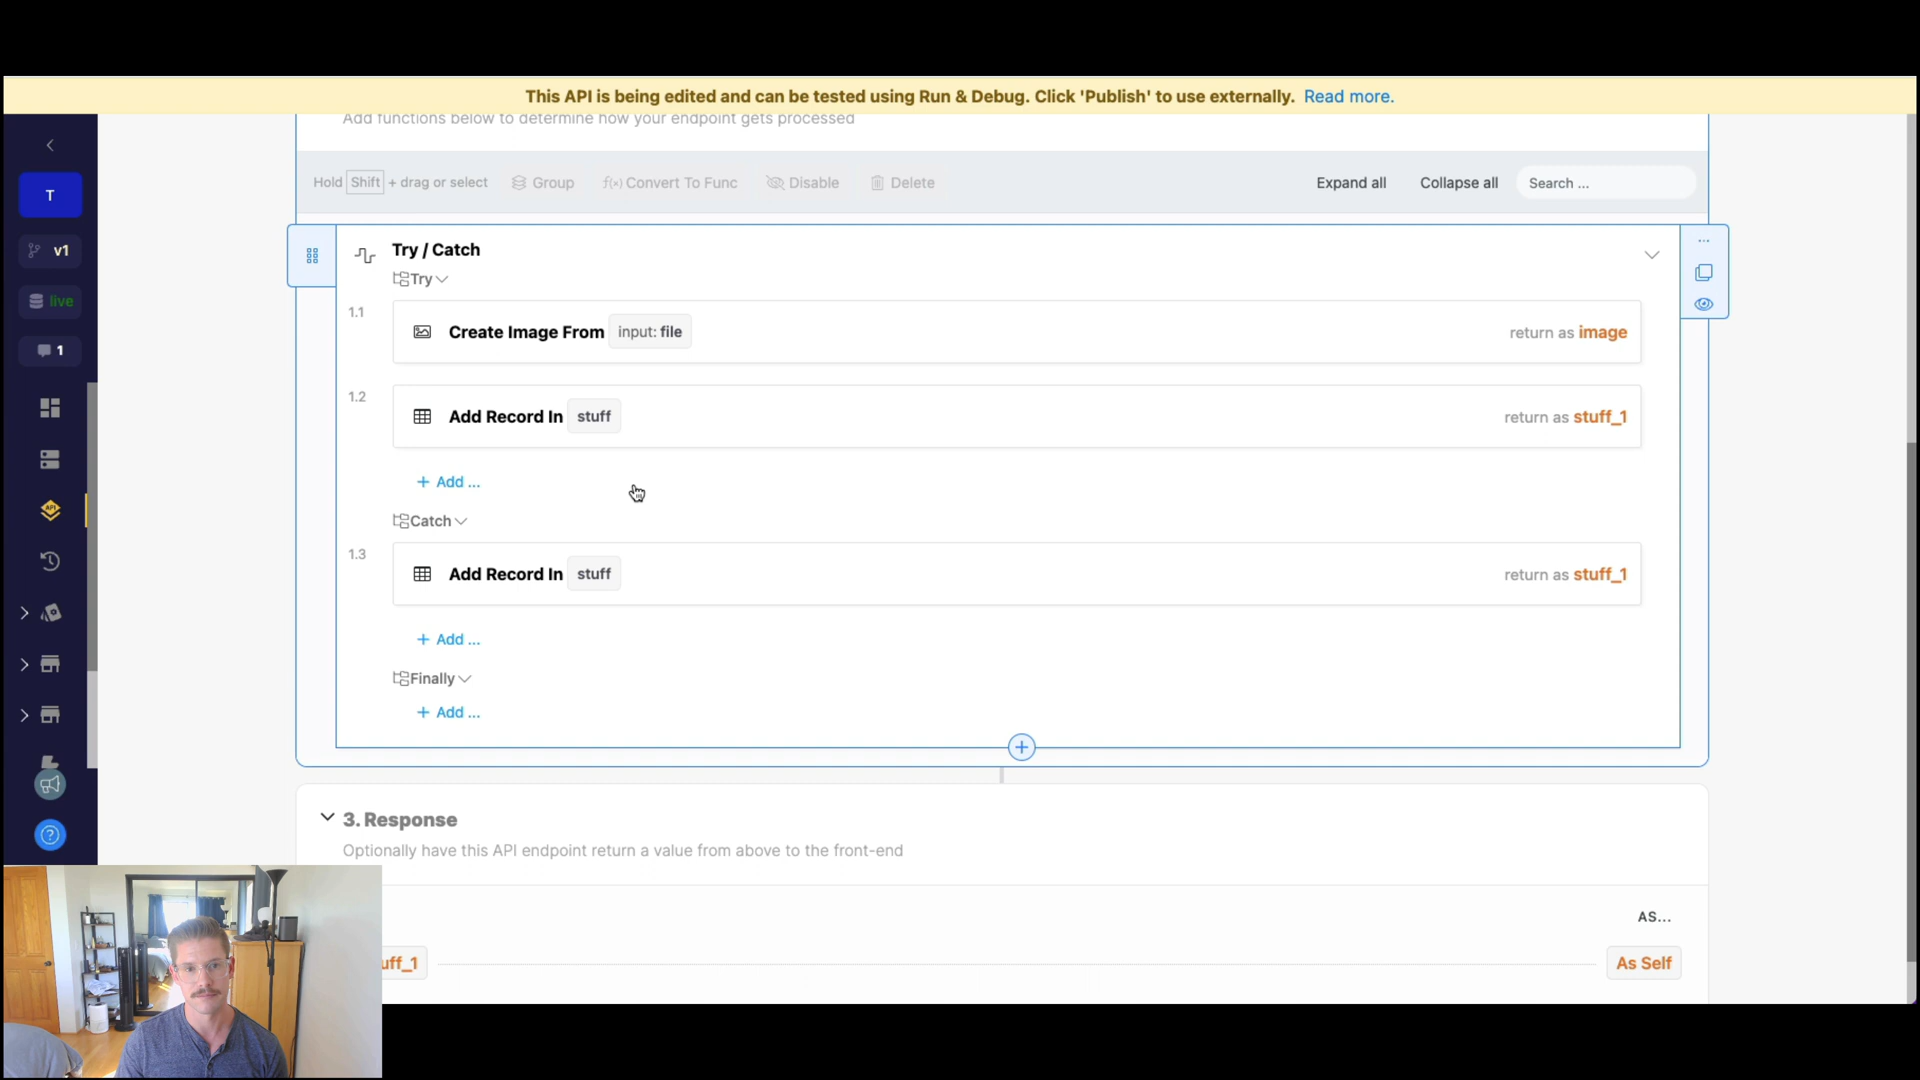 This API is being edited and can be tested using Run & Debug. Click 'Publish' to use externally. Read more.
Add functions below to determine how your endpoint gets processed
Hold Shift + drag or select Group f(x) Convert To Func Disable Delete Expand all Collapse all Search ...
T
v1
live
1
API
Try / Catch
Try
1.1 Create Image From input: file return as image
1.2 Add Record In stuff return as stuff_1
+ Add ...
Catch
1.3 Add Record In stuff return as stuff_1
+ Add ...
Finally
+ Add ...
3. Response
Optionally have this API endpoint return a value from above to the front-end
AS...
uff_1 As Self